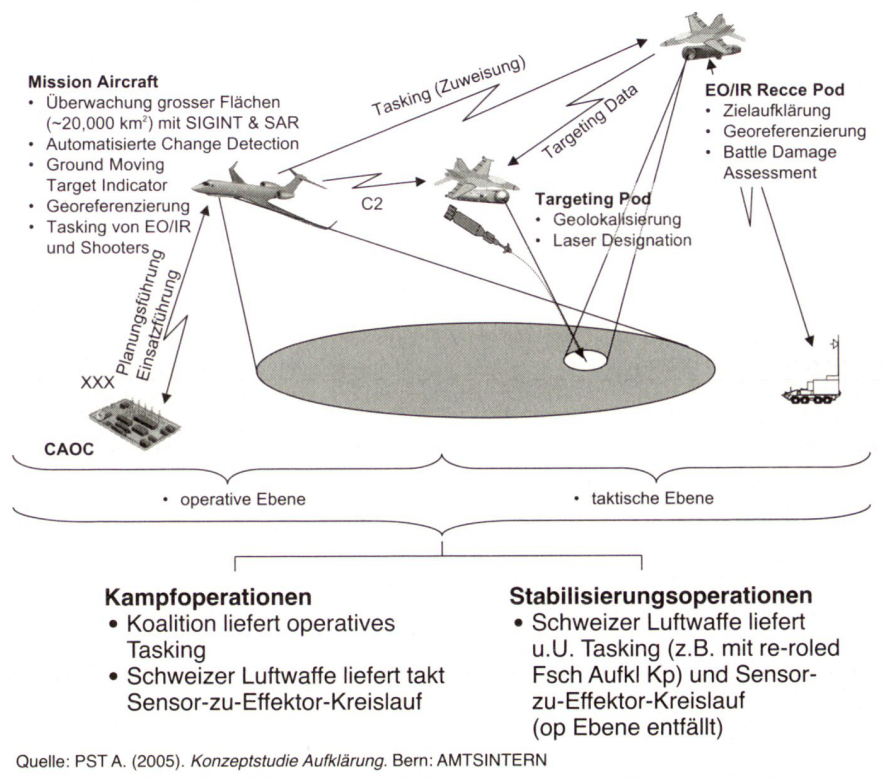 Mission Aircraft
• Überwachung grosser Flächen
(~20,000 km²) mit SIGINT & SAR
• Automatisierte Change Detection
• Ground Moving
Target Indicator
• Georeferenzierung
• Tasking von EO/IR
und Shooters
Tasking (Zuweisung)
Targeting Data
C2
EO/IR Recce Pod
• Zielaufklärung
• Georeferenzierung
• Battle Damage
Assessment
Targeting Pod
• Geolokalisierung
• Laser Designation
Planungsführung
Einsatzführung
XXX
CAOC
• operative Ebene
• taktische Ebene
Kampfoperationen
• Koalition liefert operatives
Tasking
• Schweizer Luftwaffe liefert takt
Sensor-zu-Effektor-Kreislauf
Stabilisierungsoperationen
• Schweizer Luftwaffe liefert
u.U. Tasking (z.B. mit re-roled
Fsch Aufkl Kp) und Sensor-
zu-Effektor-Kreislauf
(op Ebene entfällt)
Quelle: PST A. (2005). Konzeptstudie Aufklärung. Bern: AMTSINTERN